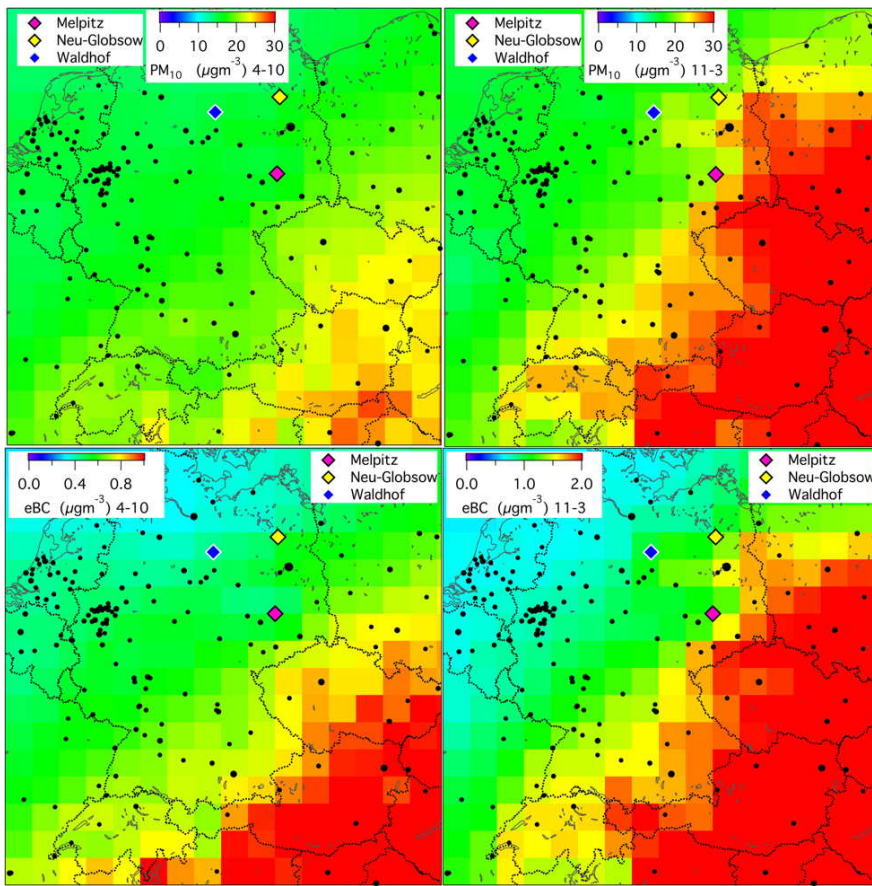 Melpitz
Neu-Globsow
Waldhof
0 10 20 30
PM₁₀ (μgm⁻³) 4-10
Melpitz
Neu-Globsow
Waldhof
0 10 20 30
PM₁₀ (μgm⁻³) 11-3
0.0 0.4 0.8
eBC (μgm⁻³) 4-10
Melpitz
Neu-Globsow
Waldhof
0.0 1.0 2.0
eBC (μgm⁻³) 11-3
Melpitz
Neu-Globsow
Waldhof